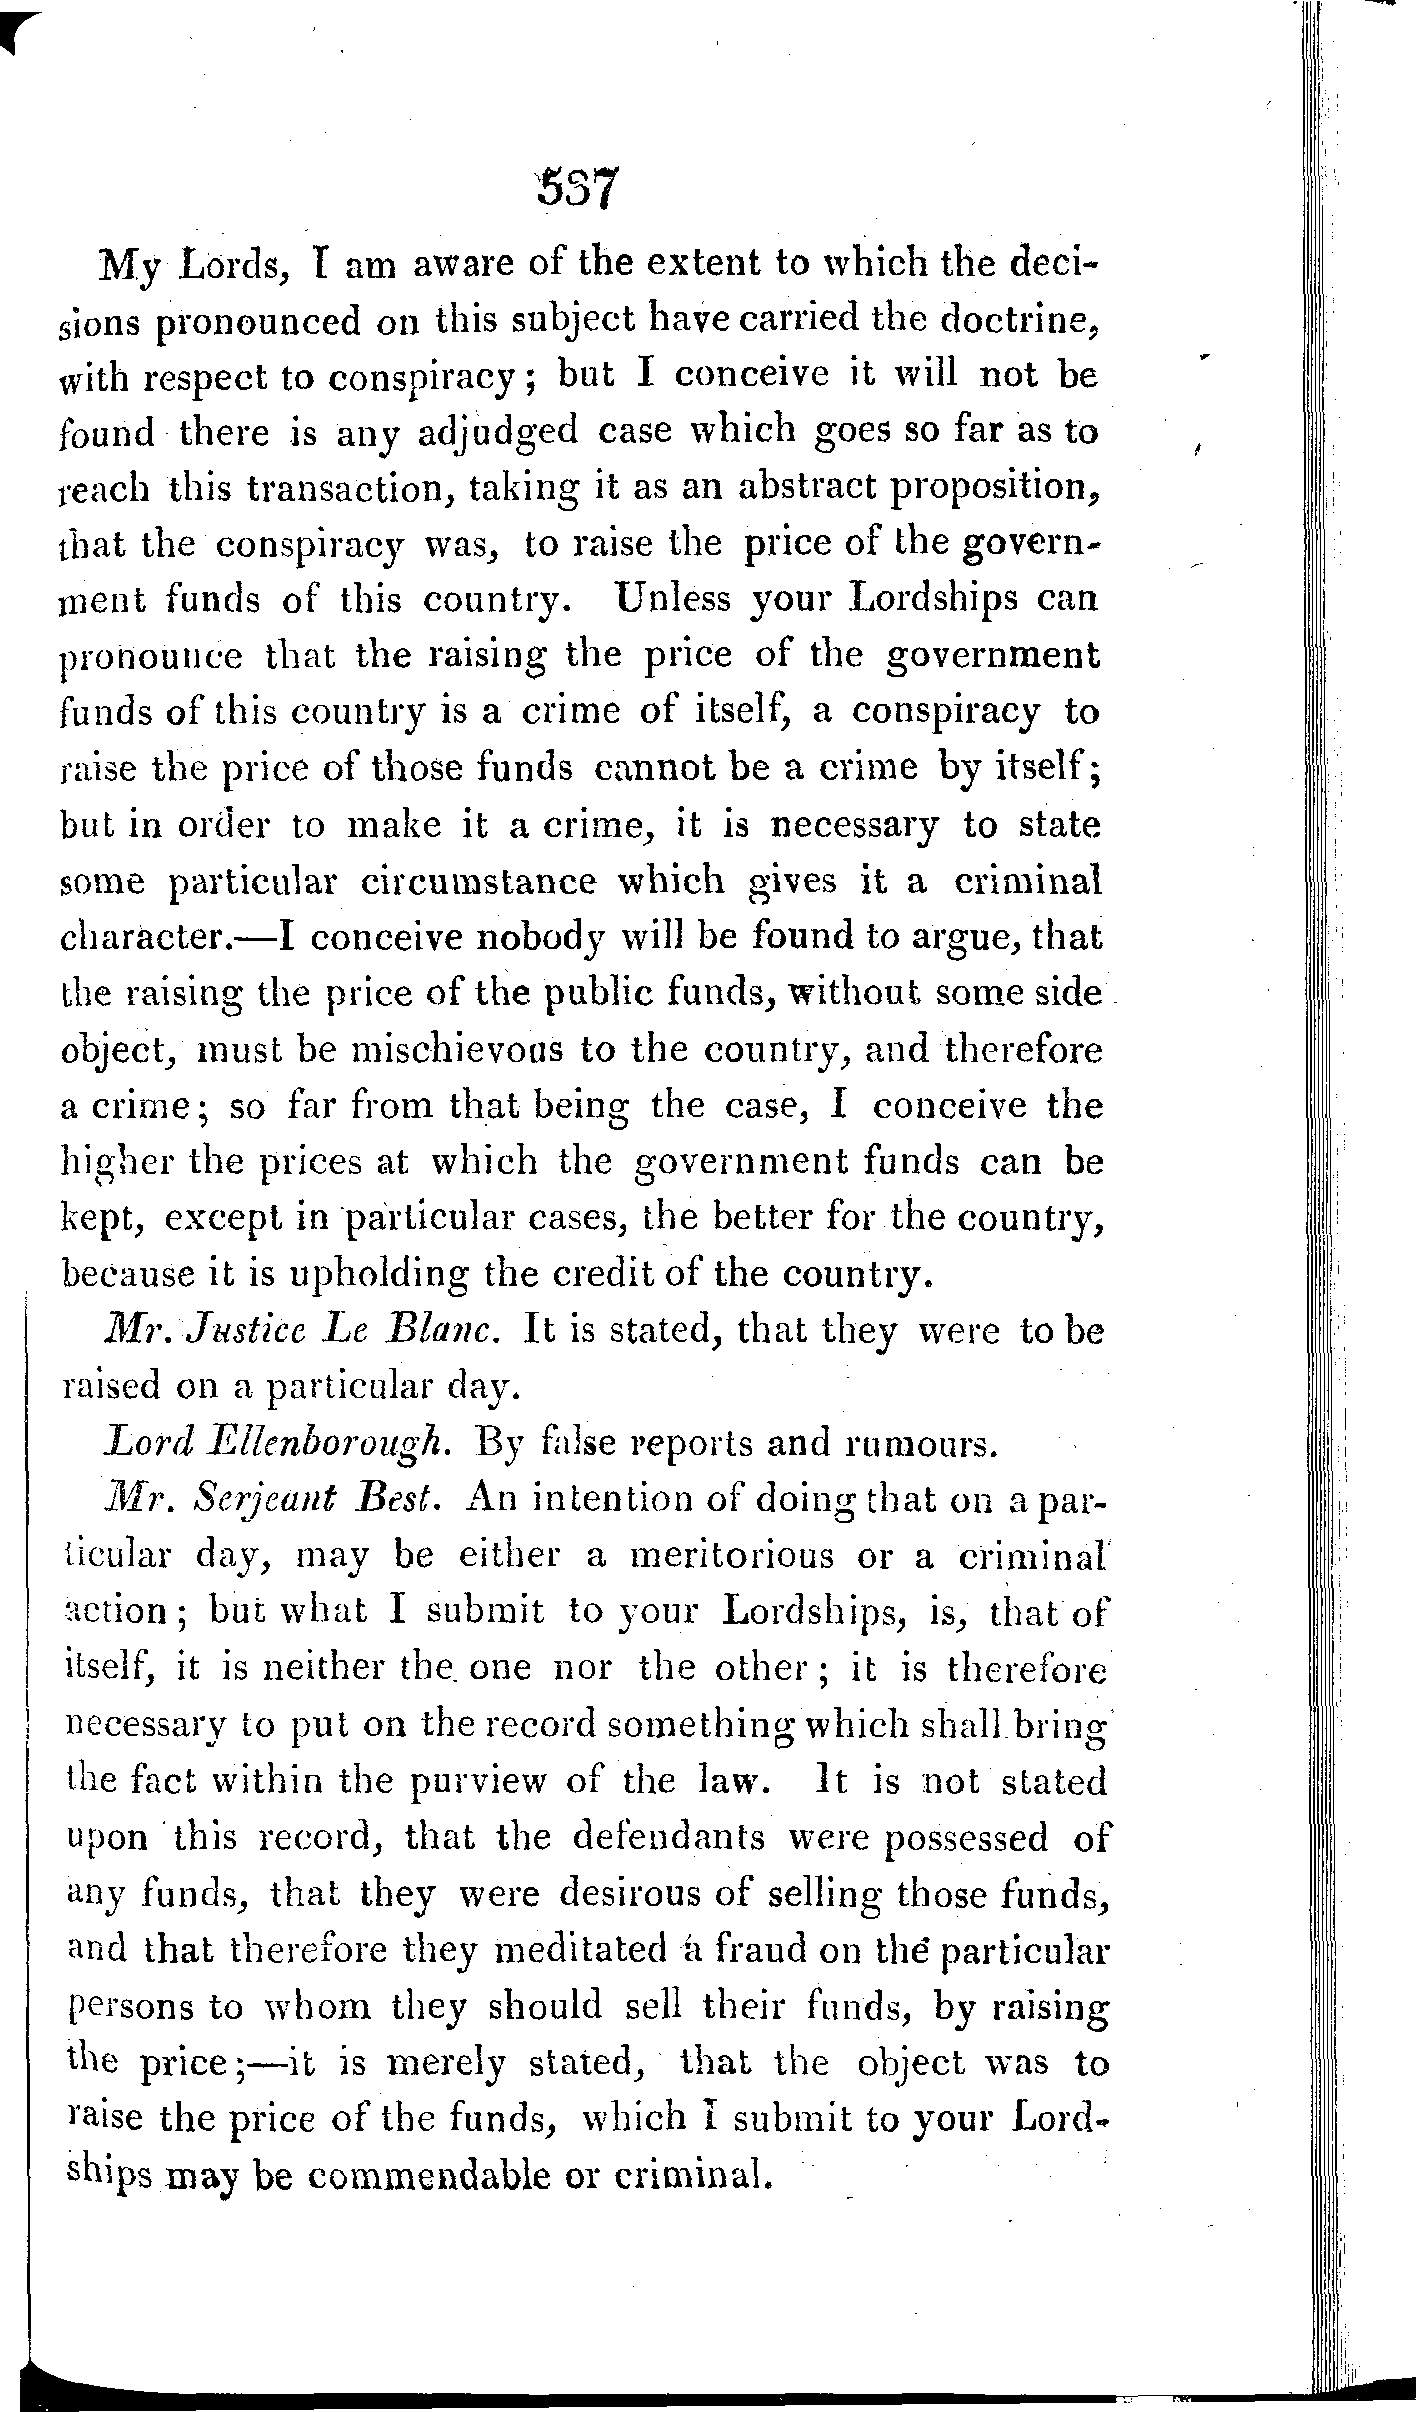 537
My Lords, I am aware of the extent to which the deci-
sions pronounced on this subject have carried the doctrine,
with respect to conspiracy; but I conceive it will not be
found there is any adjudged case which goes so far as to
reach this transaction, taking it as an abstract proposition,
that the conspiracy was, to raise the price of the govern-
ment funds of this country. Unless your Lordships can
pronounce that the raising the price of the government
funds of this country is a crime of itself, a conspiracy to
raise the price of those funds cannot be a crime by itself;
but in order to make it a crime, it is necessary to state
some particular circumstance which gives it a criminal
character.—I conceive nobody will be found to argue, that
the raising the price of the public funds, without some side
object, must be mischievous to the country, and therefore
a crime; so far from that being the case, I conceive the
higher the prices at which the government funds can be
kept, except in particular cases, the better for the country,
because it is upholding the credit of the country.
Mr. Justice Le Blanc. It is stated, that they were to be
raised on a particular day.
Lord Ellenborough. By false reports and rumours.
Mr. Serjeant Best. An intention of doing that on a par-
ticular day, may be either a meritorious or a criminal
action; but what I submit to your Lordships, is, that of
itself, it is neither the one nor the other; it is therefore
necessary to put on the record something which shall bring
the fact within the purview of the law. It is not stated
upon this record, that the defendants were possessed of
any funds, that they were desirous of selling those funds,
and that therefore they meditated a fraud on the particular
persons to whom they should sell their funds, by raising
the price;—it is merely stated, that the object was to
raise the price of the funds, which I submit to your Lord-
ships may be commendable or criminal.